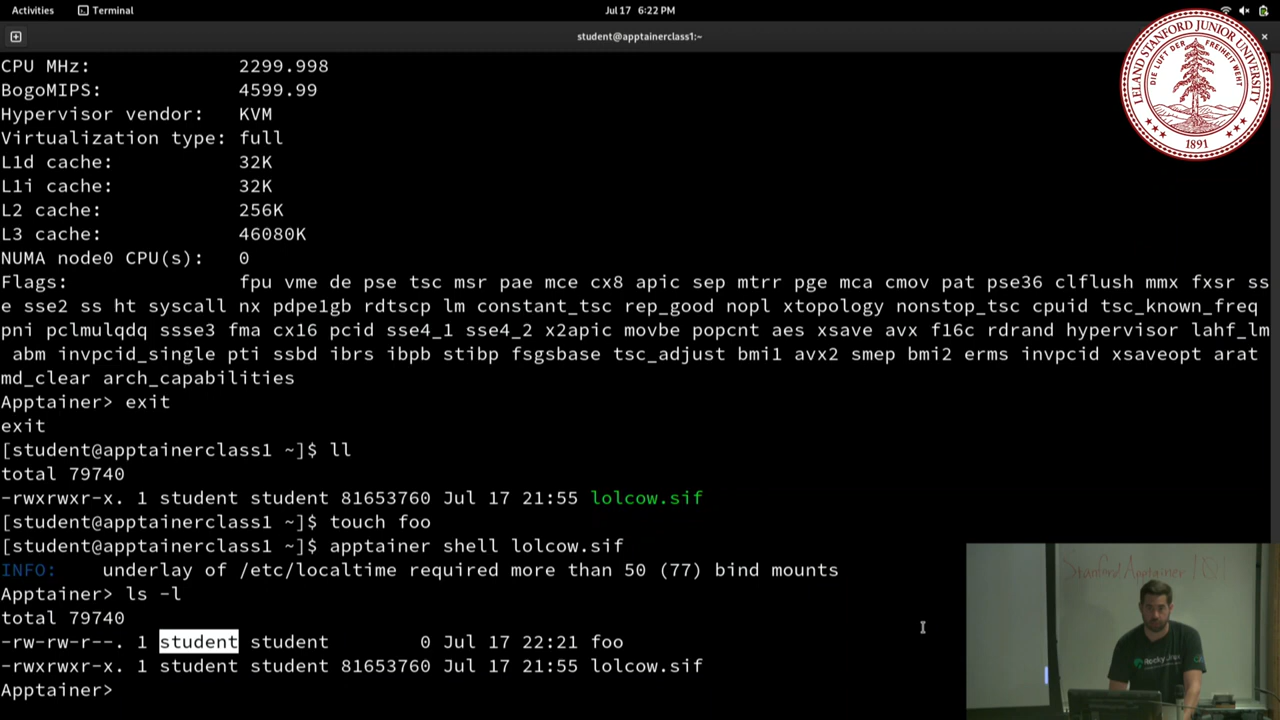 Activities
Terminal
Jul 17 6:22 PM
student@apptainerclass1:~
CPU MHz: 2299.998
BogoMIPS: 4599.99
Hypervisor vendor: KVM
Virtualization type: full
L1d cache: 32K
L1i cache: 32K
L2 cache: 256K
L3 cache: 46080K
NUMA node0 CPU(s): 0
Flags: fpu vme de pse tsc msr pae mce cx8 apic sep mtrr pge mca cmov pat pse36 clflush mmx fxsr ss
e sse2 ss ht syscall nx pdpe1gb rdtscp lm constant_tsc rep_good nopl xtopology nonstop_tsc cpuid tsc_known_freq
pni pclmulqdq ssse3 fma cx16 pcid sse4_1 sse4_2 x2apic movbe popcnt aes xsave avx f16c rdrand hypervisor lahf_lm
abm invpcid_single pti ssbd ibrs ibpb stibp fsgsbase tsc_adjust bmi1 avx2 smep bmi2 erms invpcid xsaveopt arat
md_clear arch_capabilities
Apptainer> exit
exit
[student@apptainerclass1 ~]$ ll
total 79740
-rwxrwxr-x. 1 student student 81653760 Jul 17 21:55 lolcow.sif
[student@apptainerclass1 ~]$ touch foo
[student@apptainerclass1 ~]$ apptainer shell lolcow.sif
INFO: underlay of /etc/localtime required more than 50 (77) bind mounts
Apptainer> ls -l
total 79740
-rw-rw-r--. 1 student student 0 Jul 17 22:21 foo
-rwxrwxr-x. 1 student student 81653760 Jul 17 21:55 lolcow.sif
Apptainer>
LELAND STANFORD JUNIOR UNIVERSITY
DIE LUFT DER FREIHEIT WEHT
1891
Stanford Apptainer 101
Rocky Linux